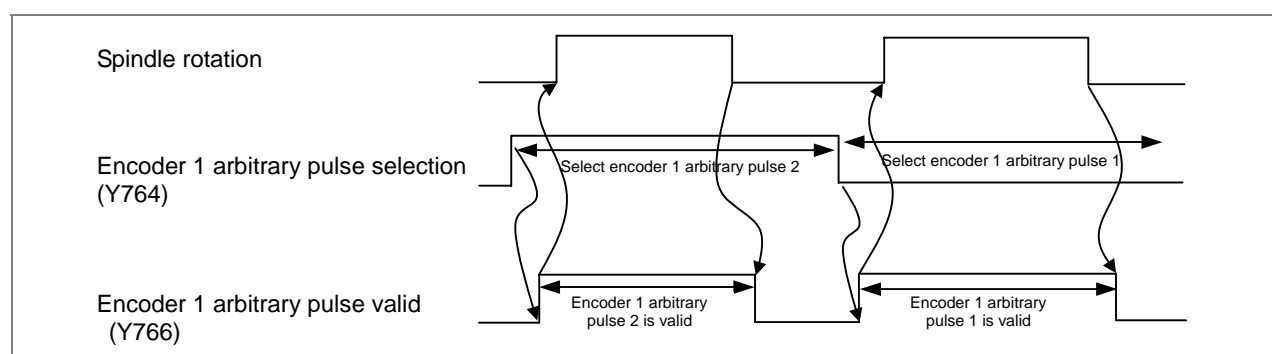 Spindle rotation
Encoder 1 arbitrary pulse selection
(Y764)
Select encoder 1 arbitrary pulse 2
Select encoder 1 arbitrary pulse 1
Encoder 1 arbitrary pulse valid
(Y766)
Encoder 1 arbitrary
pulse 2 is valid
Encoder 1 arbitrary
pulse 1 is valid